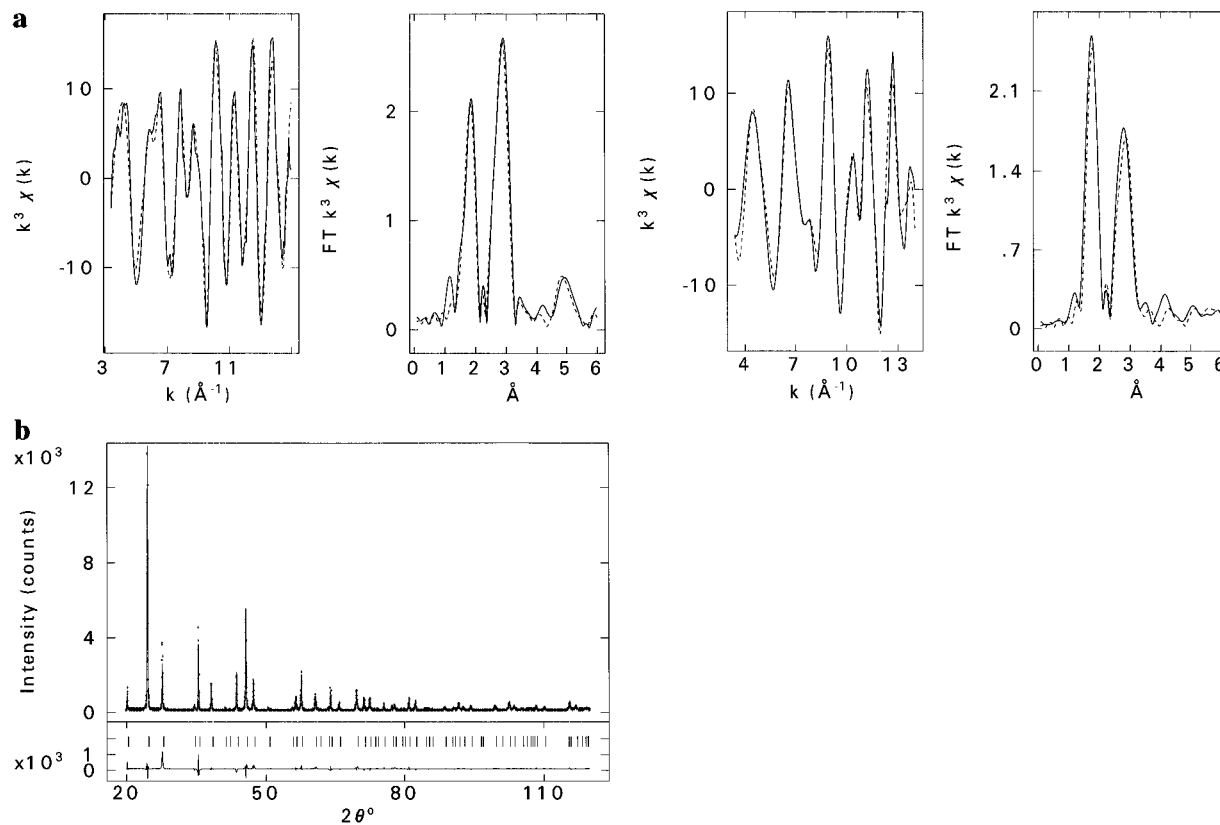 a
10
0
-10
k³ χ (k)
3 7 11
k (Å⁻¹)
2
1
0
FT k³ χ (k)
0 1 2 3 4 5 6
Å
10
0
-10
k³ χ (k)
4 7 10 13
k (Å⁻¹)
2.1
1.4
.7
0
FT k³ χ (k)
0 1 2 3 4 5 6
Å
b
x10³
12
8
4
0
Intensity (counts)
x10³
1
0
20 50 80 110
2θ°